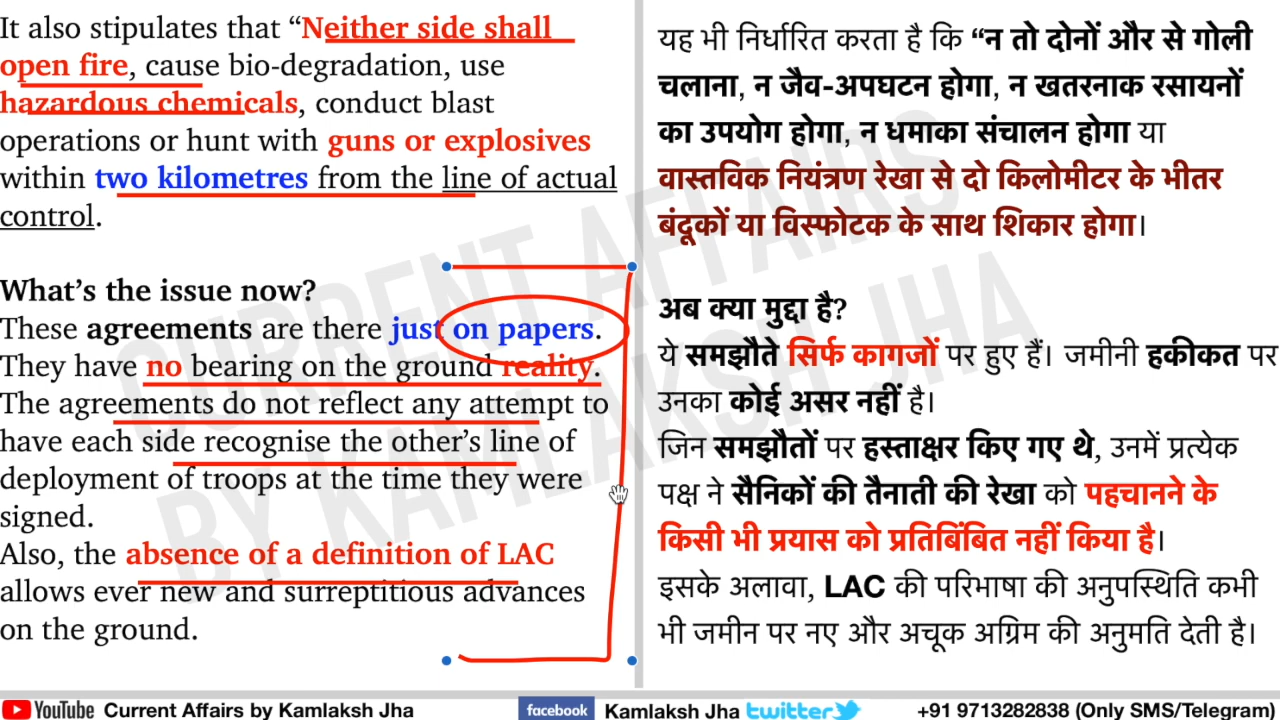 It also stipulates that “Neither side shall
open fire, cause bio-degradation, use
hazardous chemicals, conduct blast
operations or hunt with guns or explosives
within two kilometres from the line of actual
control.
What’s the issue now?
These agreements are there just on papers.
They have no bearing on the ground reality.
The agreements do not reflect any attempt to
have each side recognise the other’s line of
deployment of troops at the time they were
signed.
Also, the absence of a definition of LAC
allows ever new and surreptitious advances
on the ground.
यह भी निर्धारित करता है कि “न तो दोनों और से गोली
चलाना, न जैव-अपघटन होगा, न खतरनाक रसायनों
का उपयोग होगा, न धमाका संचालन होगा या
वास्तविक नियंत्रण रेखा से दो किलोमीटर के भीतर
बंदूकों या विस्फोटक के साथ शिकार होगा।
अब क्या मुद्दा है?
ये समझौते सिर्फ कागजों पर हुए हैं। जमीनी हकीकत पर
उनका कोई असर नहीं है।
जिन समझौतों पर हस्ताक्षर किए गए थे, उनमें प्रत्येक
पक्ष ने सैनिकों की तैनाती की रेखा को पहचानने के
किसी भी प्रयास को प्रतिबिंबित नहीं किया है।
इसके अलावा, LAC की परिभाषा की अनुपस्थिति कभी
भी जमीन पर नए और अचूक अग्रिम की अनुमति देती है।
CURRENT AFFAIRS
BY KAMLAKSH JHA
YouTube Current Affairs by Kamlaksh Jha facebook Kamlaksh Jha twitter +91 9713282838 (Only SMS/Telegram)